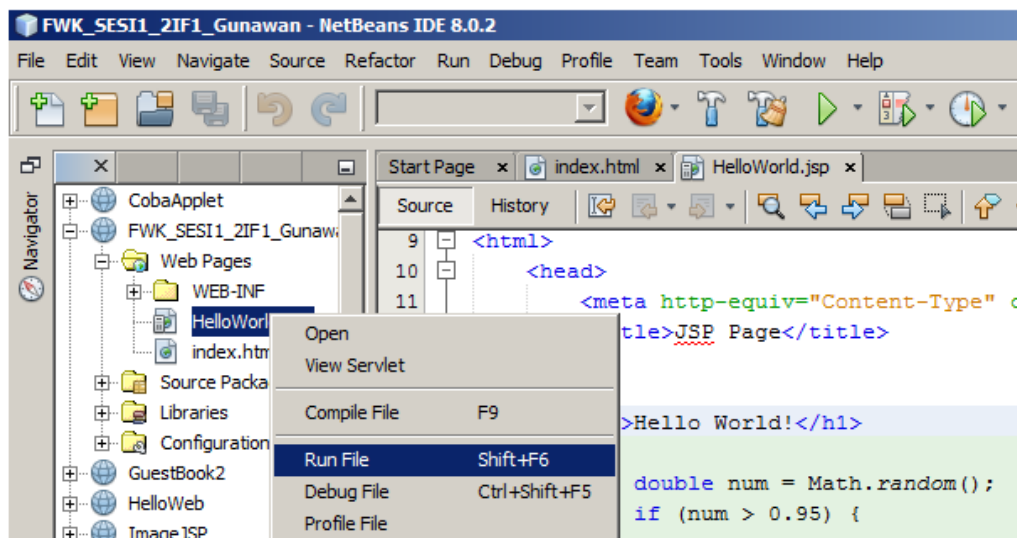 FWK_SESI1_2IF1_Gunawan - NetBeans IDE 8.0.2
File Edit View Navigate Source Refactor Run Debug Profile Team Tools Window Help
Navigator
CobaApplet
FWK_SESI1_2IF1_Gunaw
Web Pages
WEB-INF
HelloWorl
index.htm
Source Packa
Libraries
Configuration
GuestBook2
HelloWeb
ImageJSP
Open
View Servlet
Compile File F9
Run File Shift+F6
Debug File Ctrl+Shift+F5
Profile File
Start Page index.html HelloWorld.jsp
Source History
9 <html>
10 <head>
11 <meta http-equiv="Content-Type" c
tle>JSP Page</title>
>Hello World!</h1>
double num = Math.random();
if (num > 0.95) {